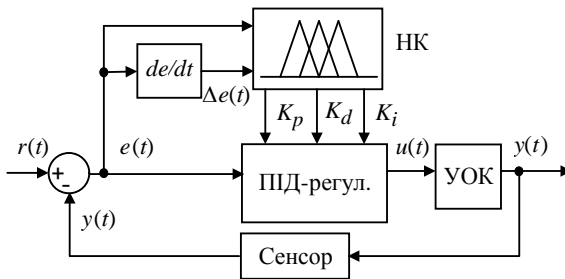 НК
de/dt
Δe(t)
K_p K_d K_i
r(t) e(t) u(t) y(t)
+ ПІД-регул. УОК
-
y(t)
Сенсор